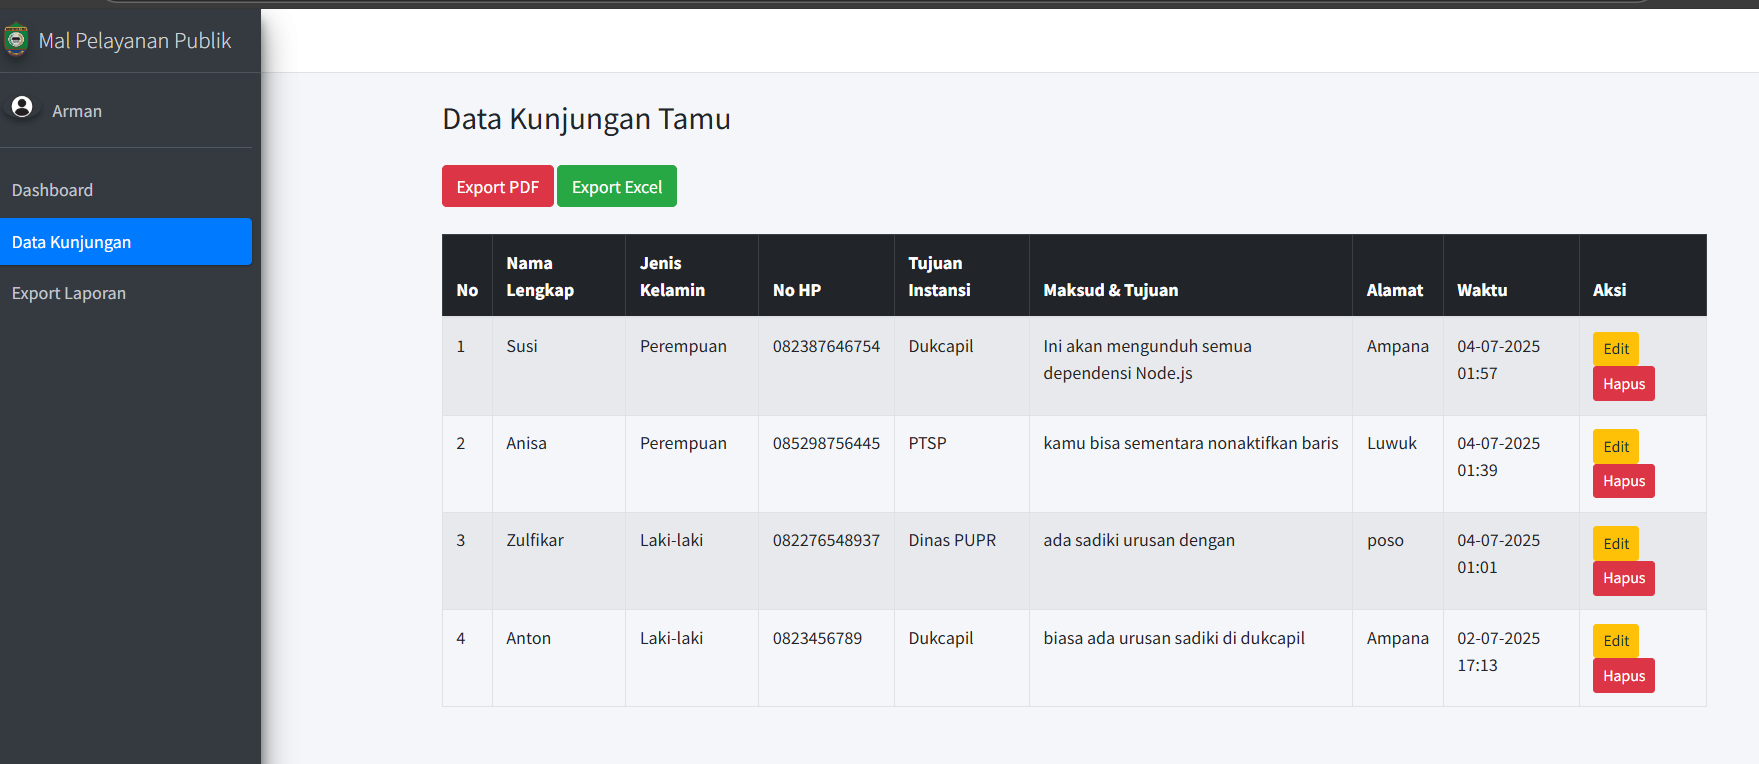 Mal Pelayanan Publik
Arman
Dashboard
Data Kunjungan
Export Laporan
Data Kunjungan Tamu
Export PDF Export Excel
No Nama Lengkap Jenis Kelamin No HP Tujuan Instansi Maksud & Tujuan Alamat Waktu Aksi
1 Susi Perempuan 082387646754 Dukcapil Ini akan mengunduh semua dependensi Node.js Ampana 04-07-2025 01:57 Edit Hapus
2 Anisa Perempuan 085298756445 PTSP kamu bisa sementara nonaktifkan baris Luwuk 04-07-2025 01:39 Edit Hapus
3 Zulfikar Laki-laki 082276548937 Dinas PUPR ada sadiki urusan dengan poso 04-07-2025 01:01 Edit Hapus
4 Anton Laki-laki 0823456789 Dukcapil biasa ada urusan sadiki di dukcapil Ampana 02-07-2025 17:13 Edit Hapus